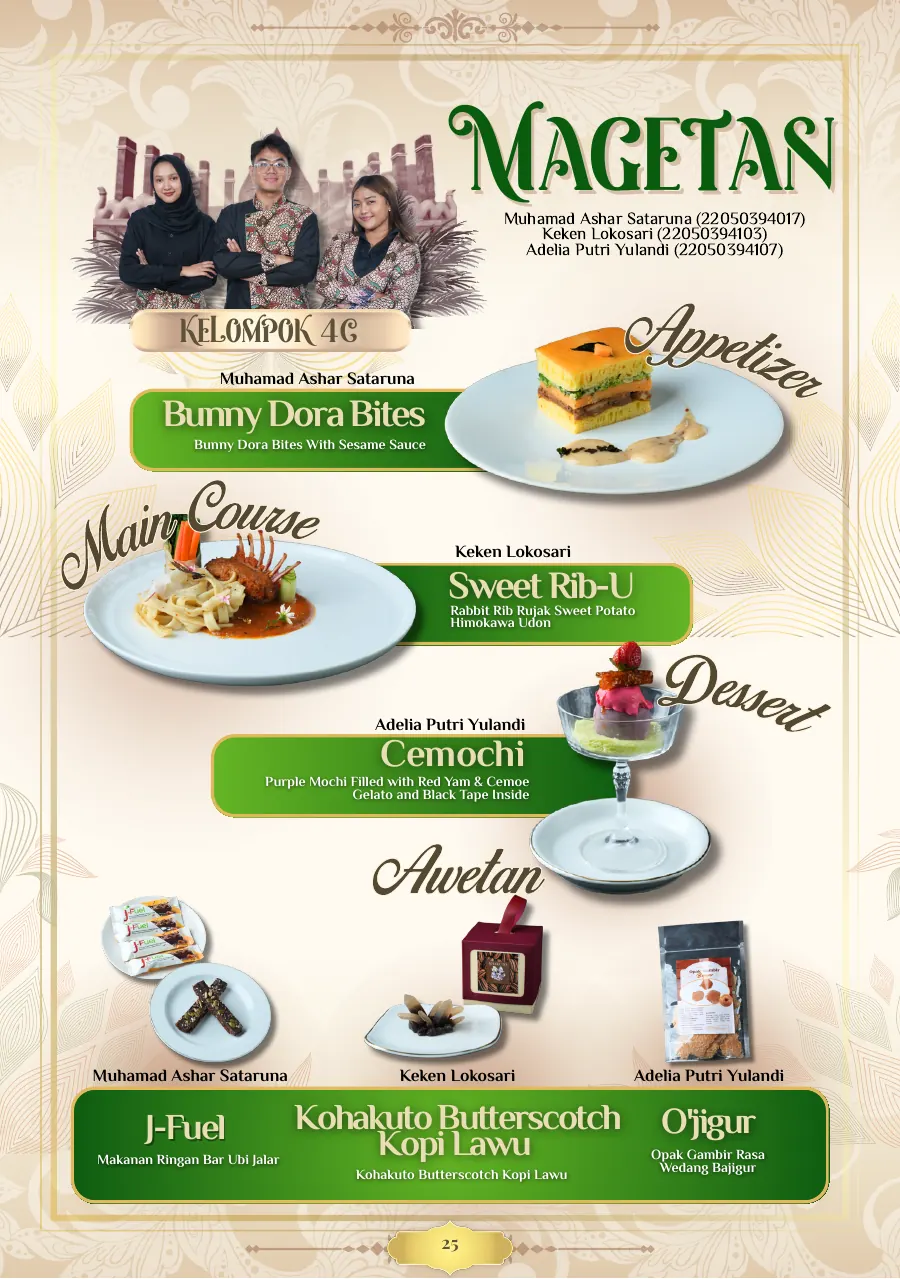 MAGETAN
Muhamad Ashar Sataruna (22050394017)
Keken Lokosari (22050394103)
Adelia Putri Yulandi (22050394107)
KELOMPOK 4C
Appetizer
Muhamad Ashar Sataruna
Bunny Dora Bites
Bunny Dora Bites With Sesame Sauce
Main Course
Keken Lokosari
Sweet Rib-U
Rabbit Rib Rujak Sweet Potato
Himokawa Udon
Dessert
Adelia Putri Yulandi
Cemochi
Purple Mochi Filled with Red Yam & Cemoe
Gelato and Black Tape Inside
Awetan
J-Fuel
J-Fuel
J-Fuel
J-Fuel
Muhamad Ashar Sataruna
J-Fuel
Makanan Ringan Bar Ubi Jalar
Keken Lokosari
Kohakuto Butterscotch
Kopi Lawu
Kohakuto Butterscotch Kopi Lawu
Adelia Putri Yulandi
O'jigur
Opak Gambir Rasa
Wedang Bajigur
25